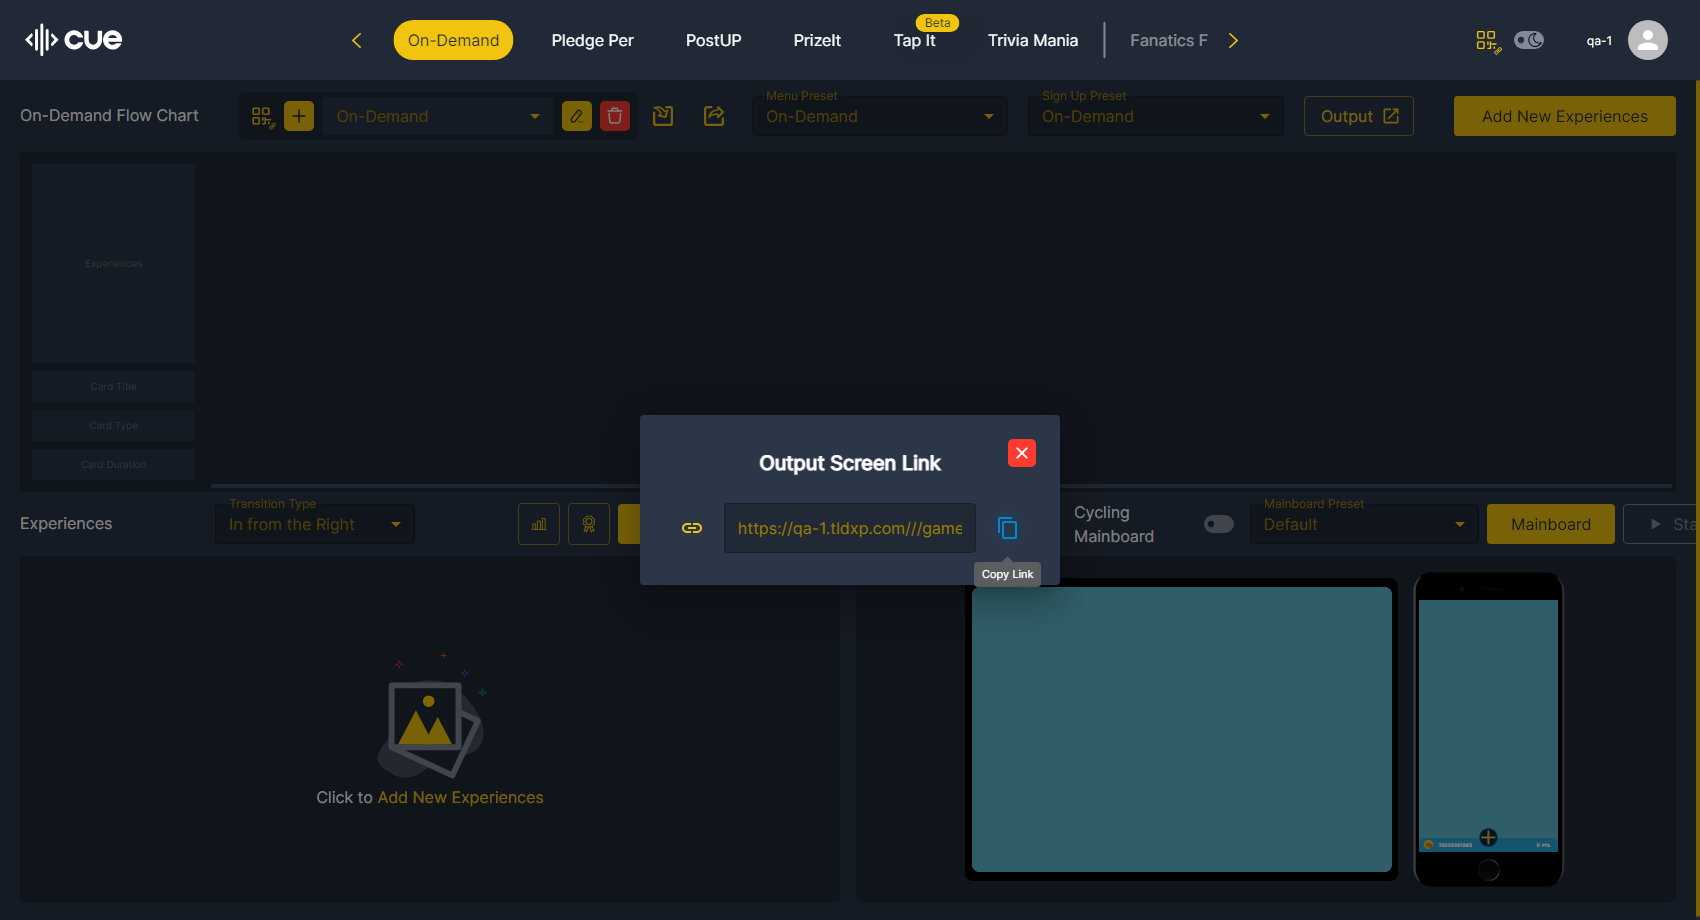 cue
On-Demand
Pledge Per
PostUP
PrizeIt
Tap It
Beta
Trivia Mania
Fanatics F
qa-1
On-Demand Flow Chart
On-Demand
Menu Preset
On-Demand
Sign Up Preset
On-Demand
Output
Add New Experiences
Experiences
Card Title
Card Type
Card Duration
Output Screen Link
https://qa-1.tldxp.com///game
Copy Link
Experiences
Transition Type
In from the Right
Cycling
Mainboard
Mainboard Preset
Default
Mainboard
Sta
Click to Add New Experiences
0 Pts.